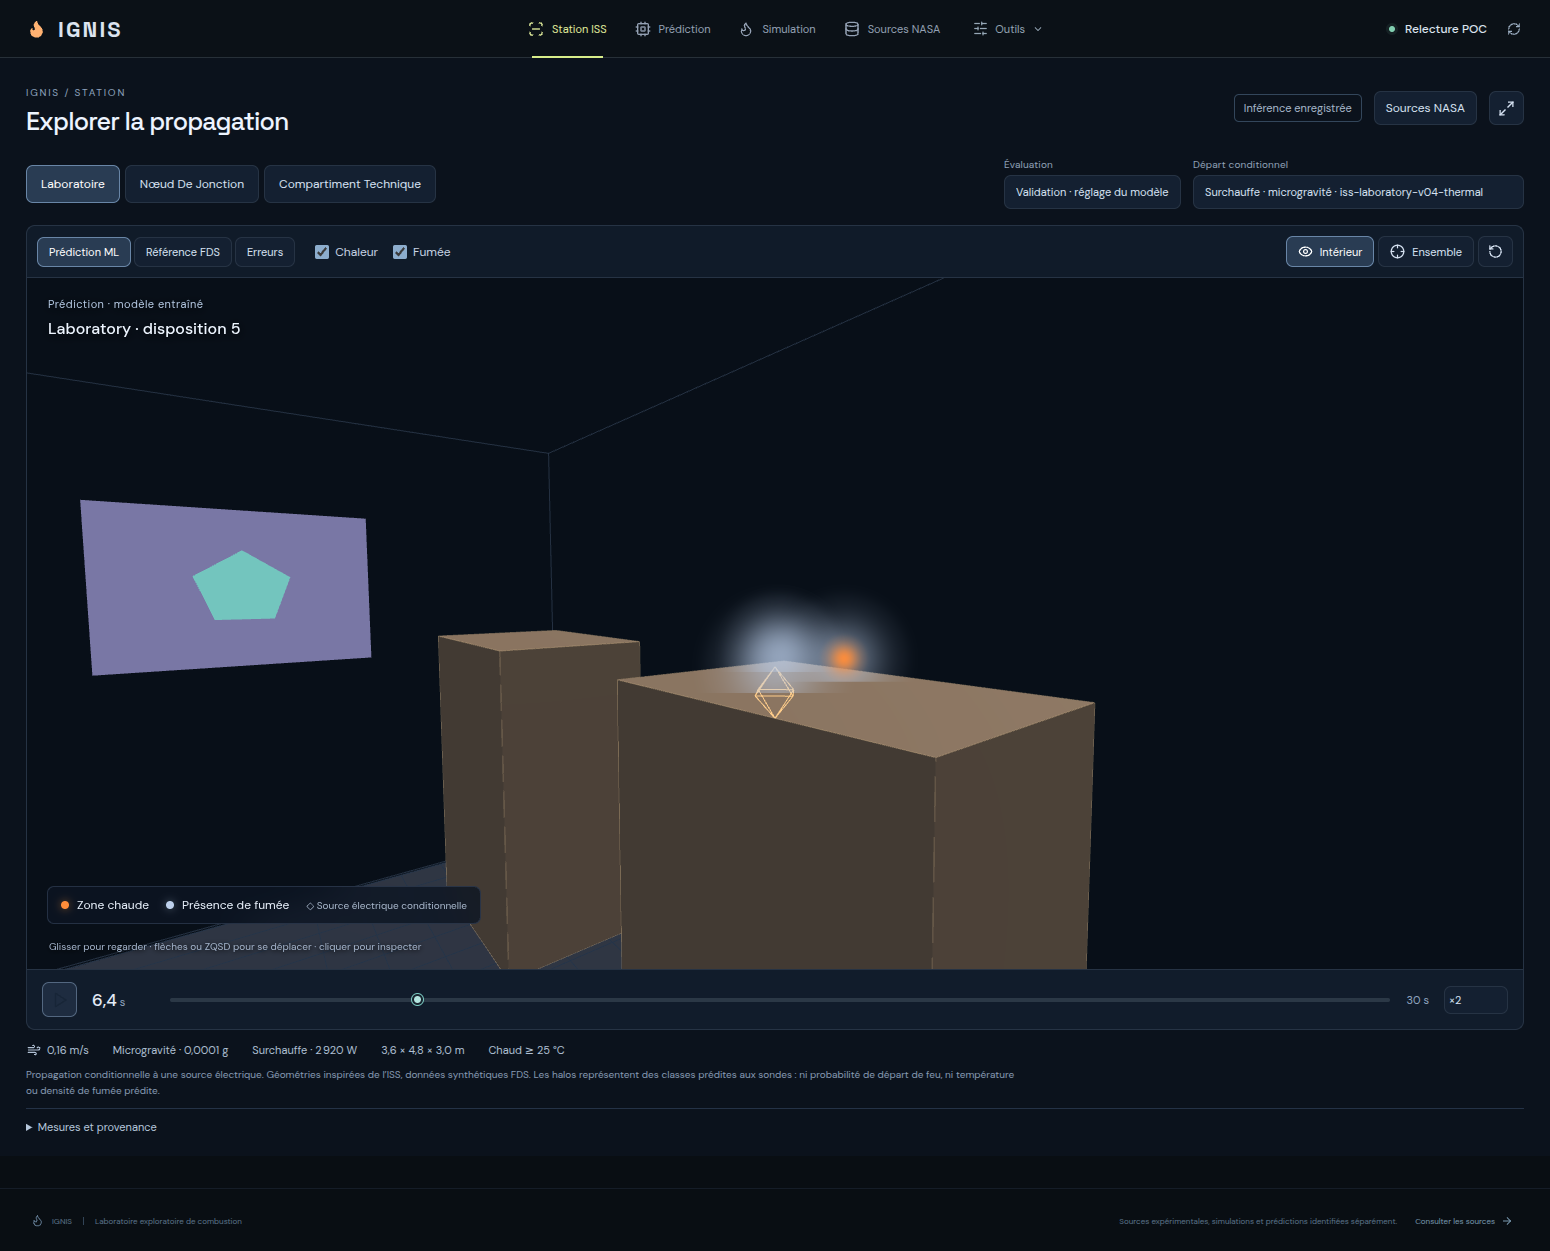 IGNIS
Station ISS
Prédiction
Simulation
Sources NASA
Outils
Relecture POC
IGNIS / STATION
Explorer la propagation
Inférence enregistrée
Sources NASA
Laboratoire
Nœud De Jonction
Compartiment Technique
Évaluation
Validation · réglage du modèle
Départ conditionnel
Surchauffe · microgravité · iss-laboratory-v04-thermal
Prédiction ML
Référence FDS
Erreurs
Chaleur
Fumée
Intérieur
Ensemble
Prédiction · modèle entraîné
Laboratory · disposition 5
Zone chaude
Présence de fumée
◇ Source électrique conditionnelle
Glisser pour regarder · flèches ou ZQSD pour se déplacer · cliquer pour inspecter
6,4 s
30 s
×2
0,16 m/s
Microgravité · 0,0001 g
Surchauffe · 2 920 W
3,6 × 4,8 × 3,0 m
Chaud ≥ 25 °C
Propagation conditionnelle à une source électrique. Géométries inspirées de l'ISS, données synthétiques FDS. Les halos représentent des classes prédites aux sondes : ni probabilité de départ de feu, ni température
ou densité de fumée prédite.
▶ Mesures et provenance
IGNIS | Laboratoire exploratoire de combustion
Sources expérimentales, simulations et prédictions identifiées séparément.
Consulter les sources →